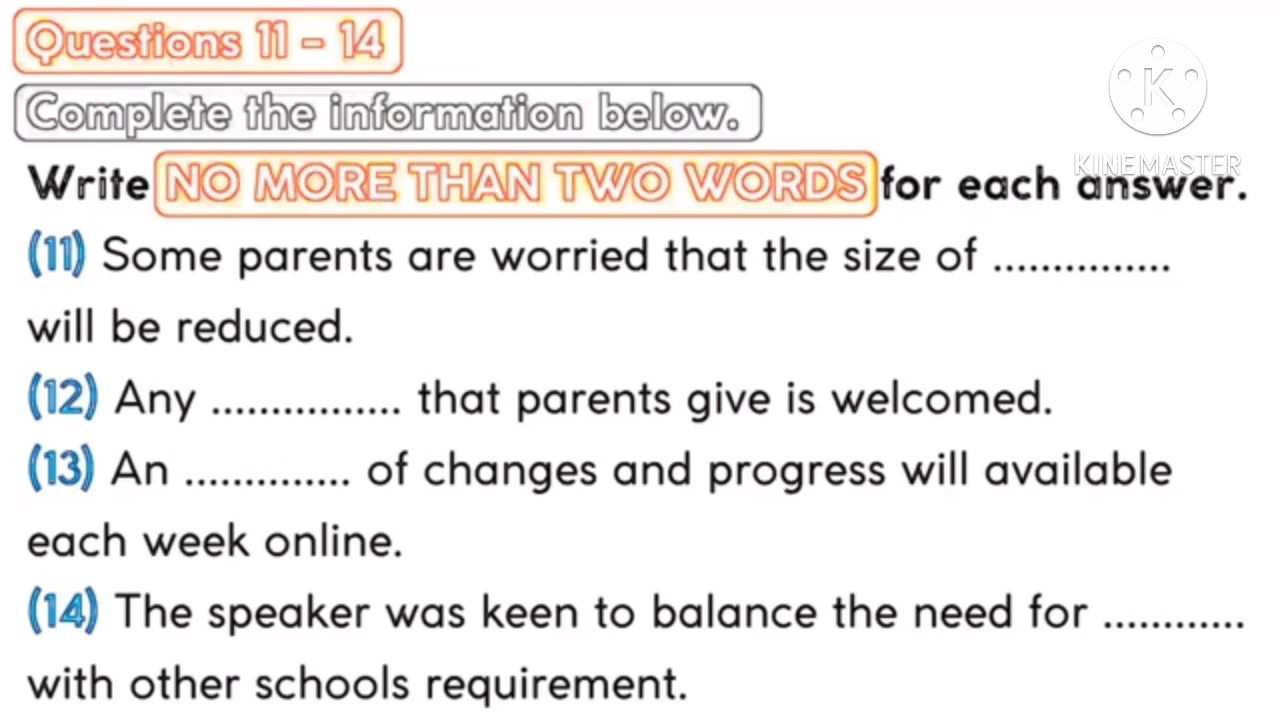 Questions 11 - 14
Complete the information below.
KINEMASTER
Write NO MORE THAN TWO WORDS for each answer.
(11) Some parents are worried that the size of ...............
will be reduced.
(12) Any ................ that parents give is welcomed.
(13) An .............. of changes and progress will available
each week online.
(14) The speaker was keen to balance the need for ............
with other schools requirement.